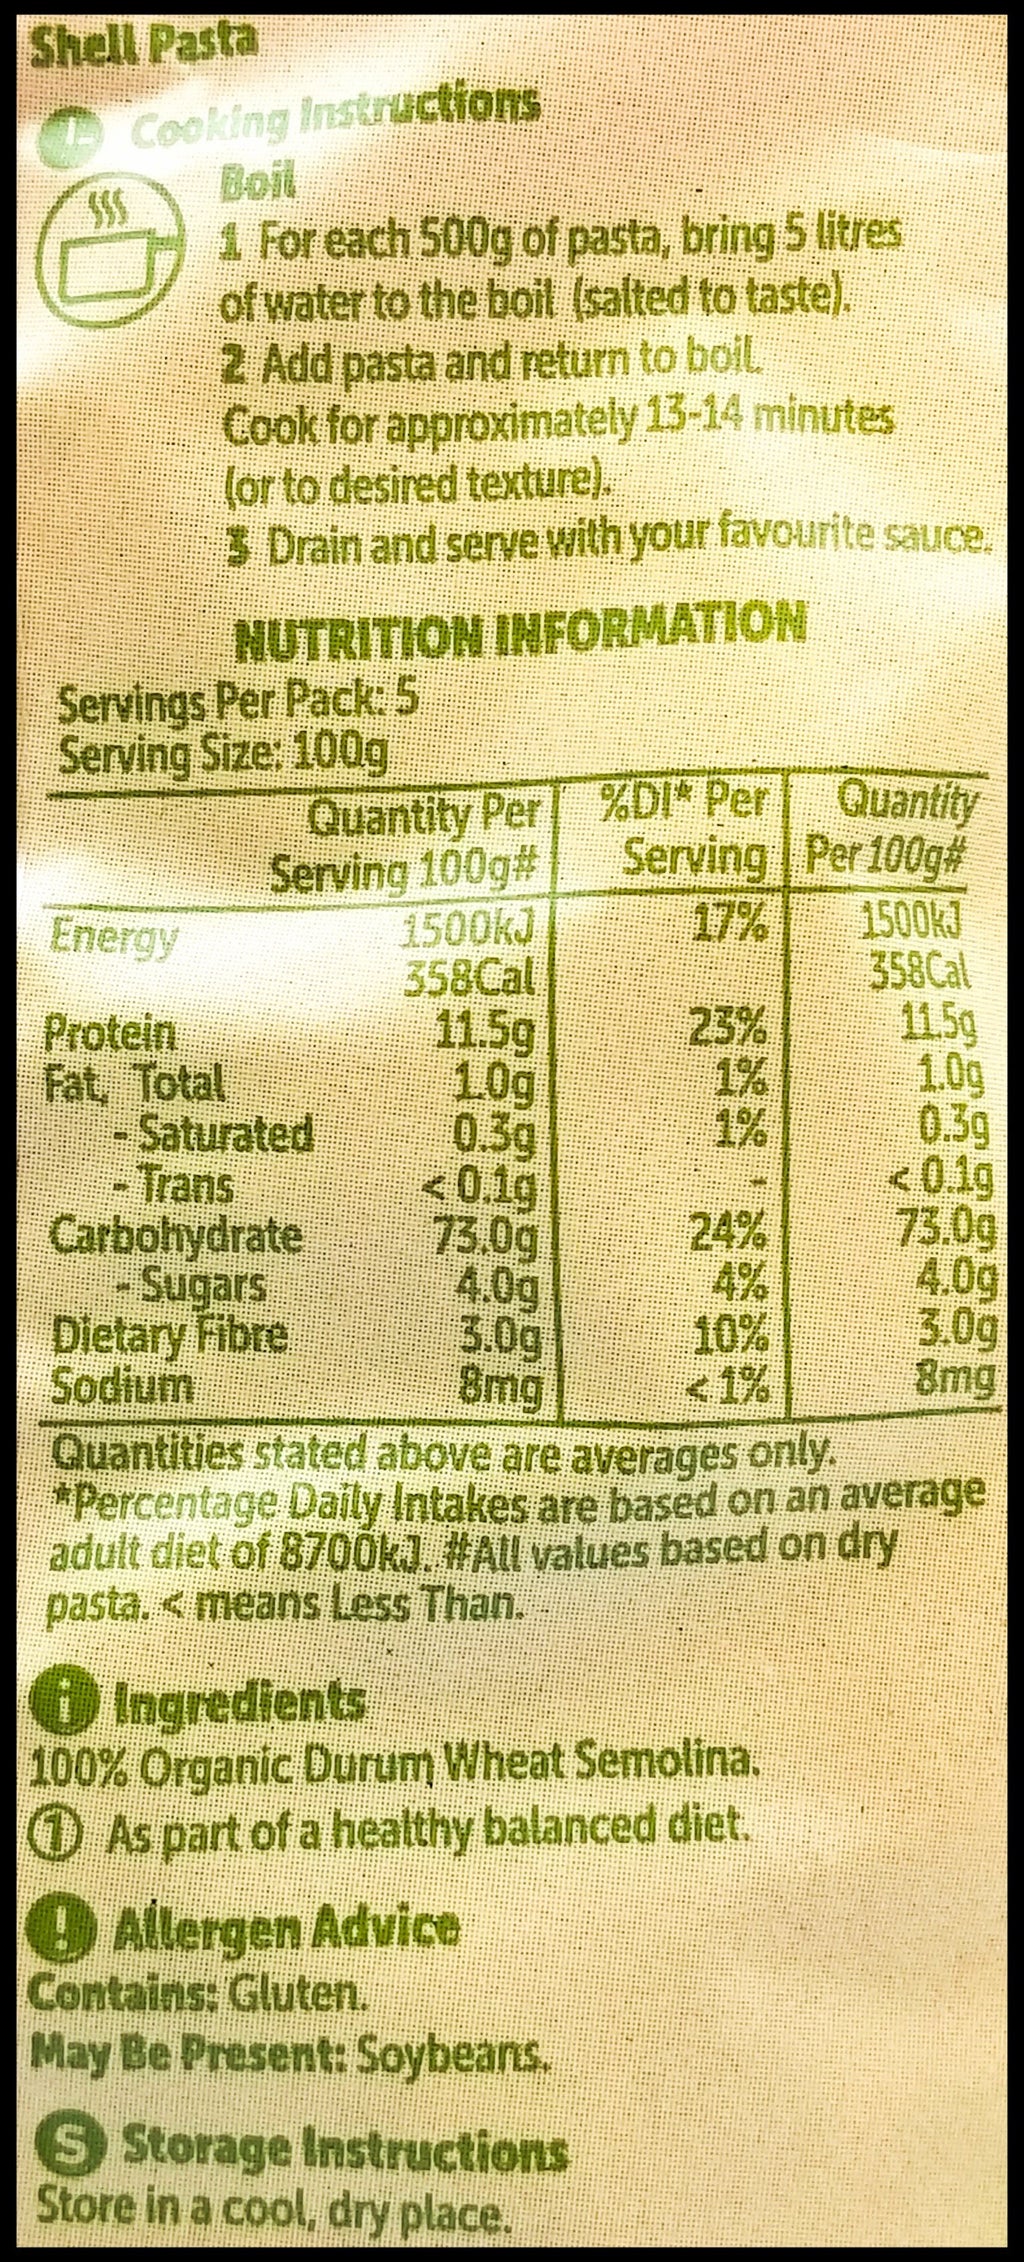 Shell Pasta
Cooking Instructions
Boil
1 For each 500g of pasta, bring 5 litres
of water to the boil (salted to taste).
2 Add pasta and return to boil.
Cook for approximately 13-14 minutes
(or to desired texture).
3 Drain and serve with your favourite sauce.
NUTRITION INFORMATION
Servings Per Pack: 5
Serving Size: 100g
Quantity Per %DI* Per Quantity
Serving 100g# Serving Per 100g#
Energy 1500kJ 17% 1500kJ
358Cal 358Cal
Protein 11.5g 23% 11.5g
Fat, Total 1.0g 1% 1.0g
- Saturated 0.3g 1% 0.3g
- Trans < 0.1g - < 0.1g
Carbohydrate 73.0g 24% 73.0g
- Sugars 4.0g 4% 4.0g
Dietary Fibre 3.0g 10% 3.0g
Sodium 8mg < 1% 8mg
Quantities stated above are averages only.
*Percentage Daily Intakes are based on an average
adult diet of 8700kJ. #All values based on dry
pasta. < means Less Than.
i Ingredients
100% Organic Durum Wheat Semolina.
① As part of a healthy balanced diet.
! Allergen Advice
Contains: Gluten.
May Be Present: Soybeans.
S Storage Instructions
Store in a cool, dry place.